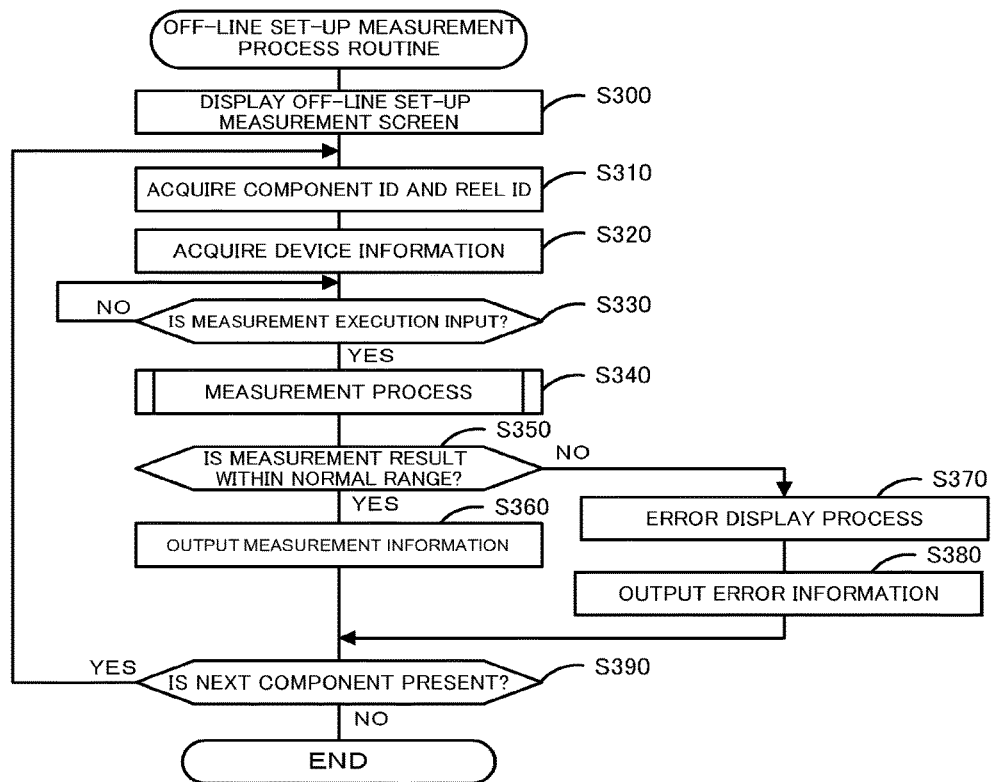 OFF-LINE SET-UP MEASUREMENT
PROCESS ROUTINE
DISPLAY OFF-LINE SET-UP
MEASUREMENT SCREEN
S300
ACQUIRE COMPONENT ID AND REEL ID
S310
ACQUIRE DEVICE INFORMATION
S320
NO
IS MEASUREMENT EXECUTION INPUT?
S330
YES
MEASUREMENT PROCESS
S340
S350
IS MEASUREMENT RESULT
WITHIN NORMAL RANGE?
NO
YES
S360
OUTPUT MEASUREMENT INFORMATION
S370
ERROR DISPLAY PROCESS
S380
OUTPUT ERROR INFORMATION
YES
IS NEXT COMPONENT PRESENT?
S390
NO
END